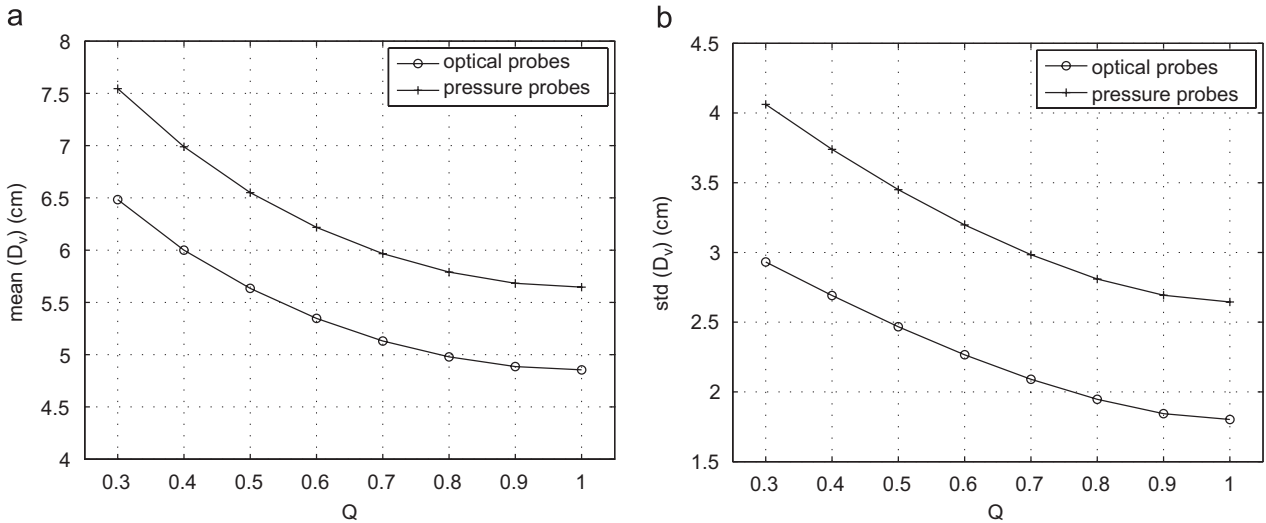 a
8
7.5
7
6.5
6
5.5
5
4.5
4
mean (Dv) (cm)
0.3 0.4 0.5 0.6 0.7 0.8 0.9 1
Q
optical probes
pressure probes
b
4.5
4
3.5
3
2.5
2
1.5
std (Dv) (cm)
0.3 0.4 0.5 0.6 0.7 0.8 0.9 1
Q
optical probes
pressure probes